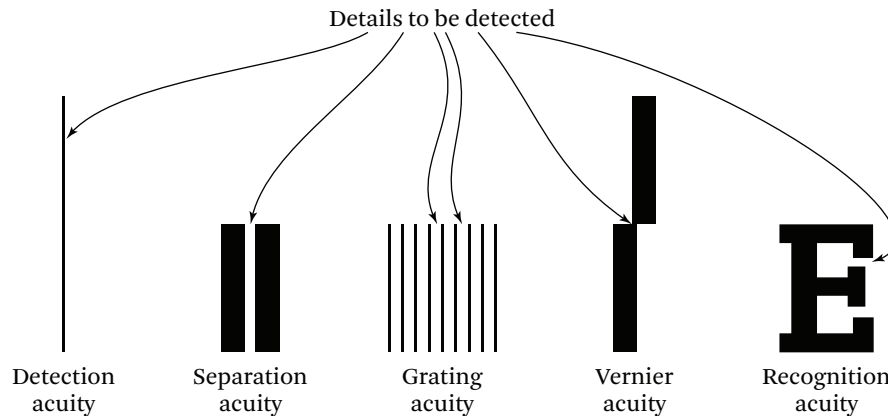 Details to be detected
E
Detection
acuity
Separation
acuity
Grating
acuity
Vernier
acuity
Recognition
acuity